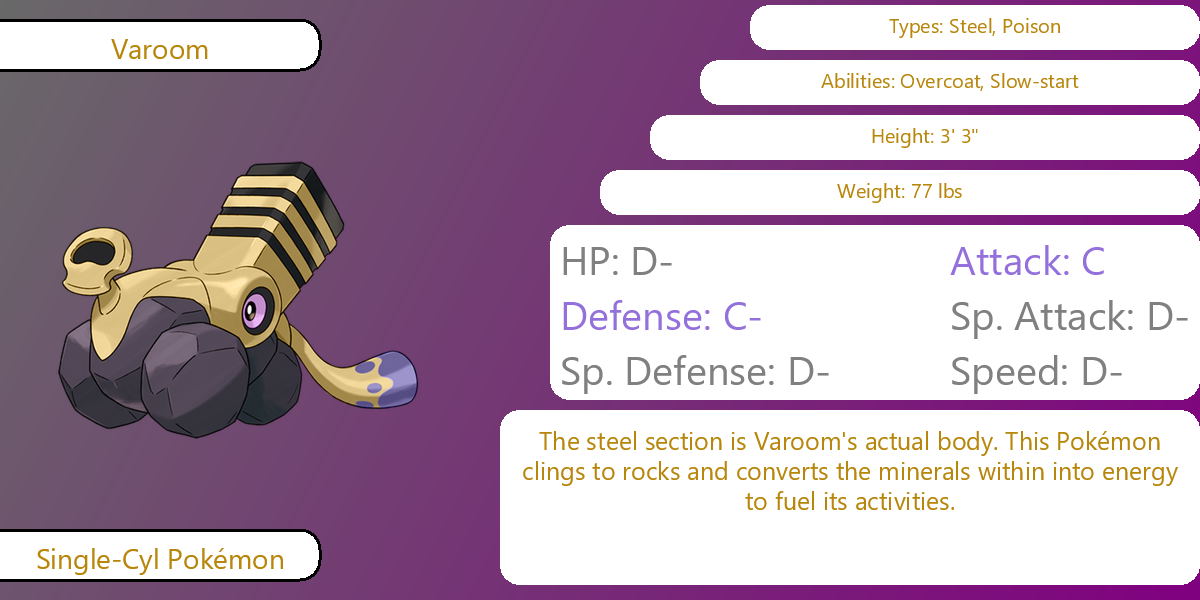 Varoom
Types: Steel, Poison
Abilities: Overcoat, Slow-start
Height: 3' 3"
Weight: 77 lbs
HP: D-
Attack: C
Defense: C-
Sp. Attack: D-
Sp. Defense: D-
Speed: D-
The steel section is Varoom's actual body. This Pokémon
clings to rocks and converts the minerals within into energy
to fuel its activities.
Single-Cyl Pokémon